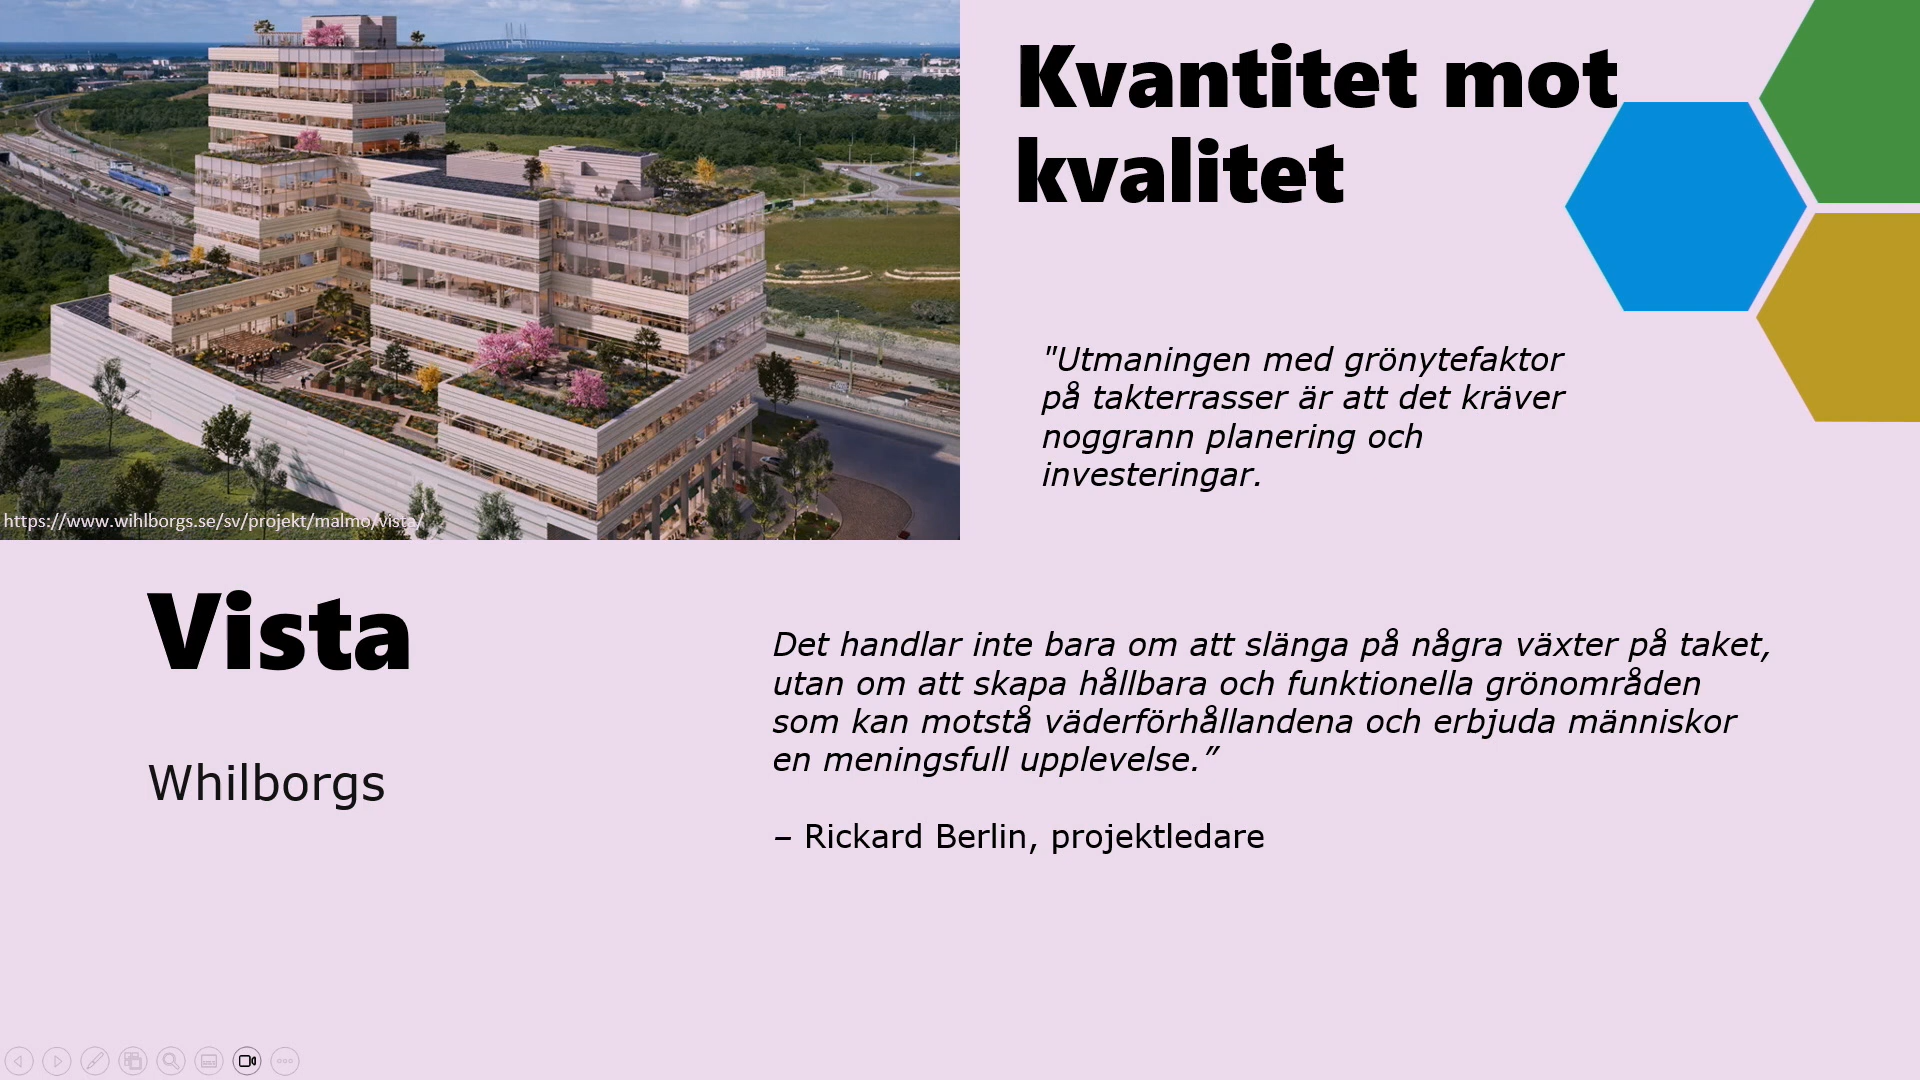 Kvantitet mot
kvalitet
"Utmaningen med grönytefaktor
på takterrasser är att det kräver
noggrann planering och
investeringar.
https://www.wihlborgs.se/sv/projekt/malmo/vista/
Vista
Whilborgs
Det handlar inte bara om att slänga på några växter på taket,
utan om att skapa hållbara och funktionella grönområden
som kan motstå väderförhållandena och erbjuda människor
en meningsfull upplevelse.”
– Rickard Berlin, projektledare